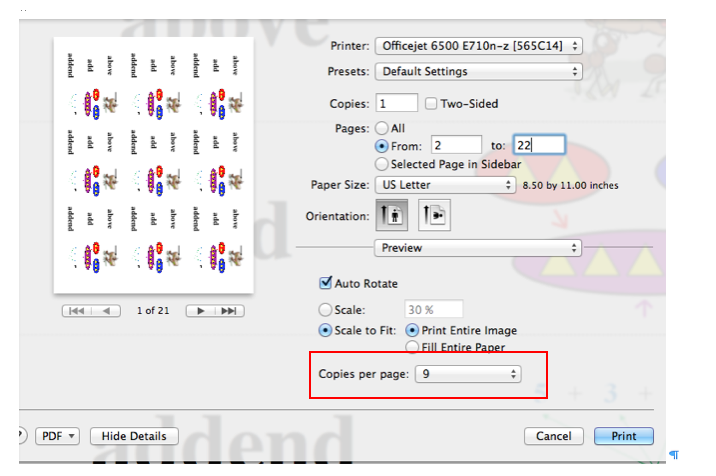 above
Printer: Officejet 6500 E710n-z [565C14]
Presets: Default Settings
Copies: 1 Two-Sided
Pages: All
From: 2 to: 22
Selected Page in Sidebar
Paper Size: US Letter 8.50 by 11.00 inches
Orientation:
Preview
Auto Rotate
Scale: 30 %
Scale to Fit: Print Entire Image
Fill Entire Paper
Copies per page: 9
addend add above addend add above addend add above
addend add above addend add above addend add above
addend add above addend add above addend add above
1 of 21
d
5 + 3 +
? PDF Hide Details Cancel Print
addend
¶